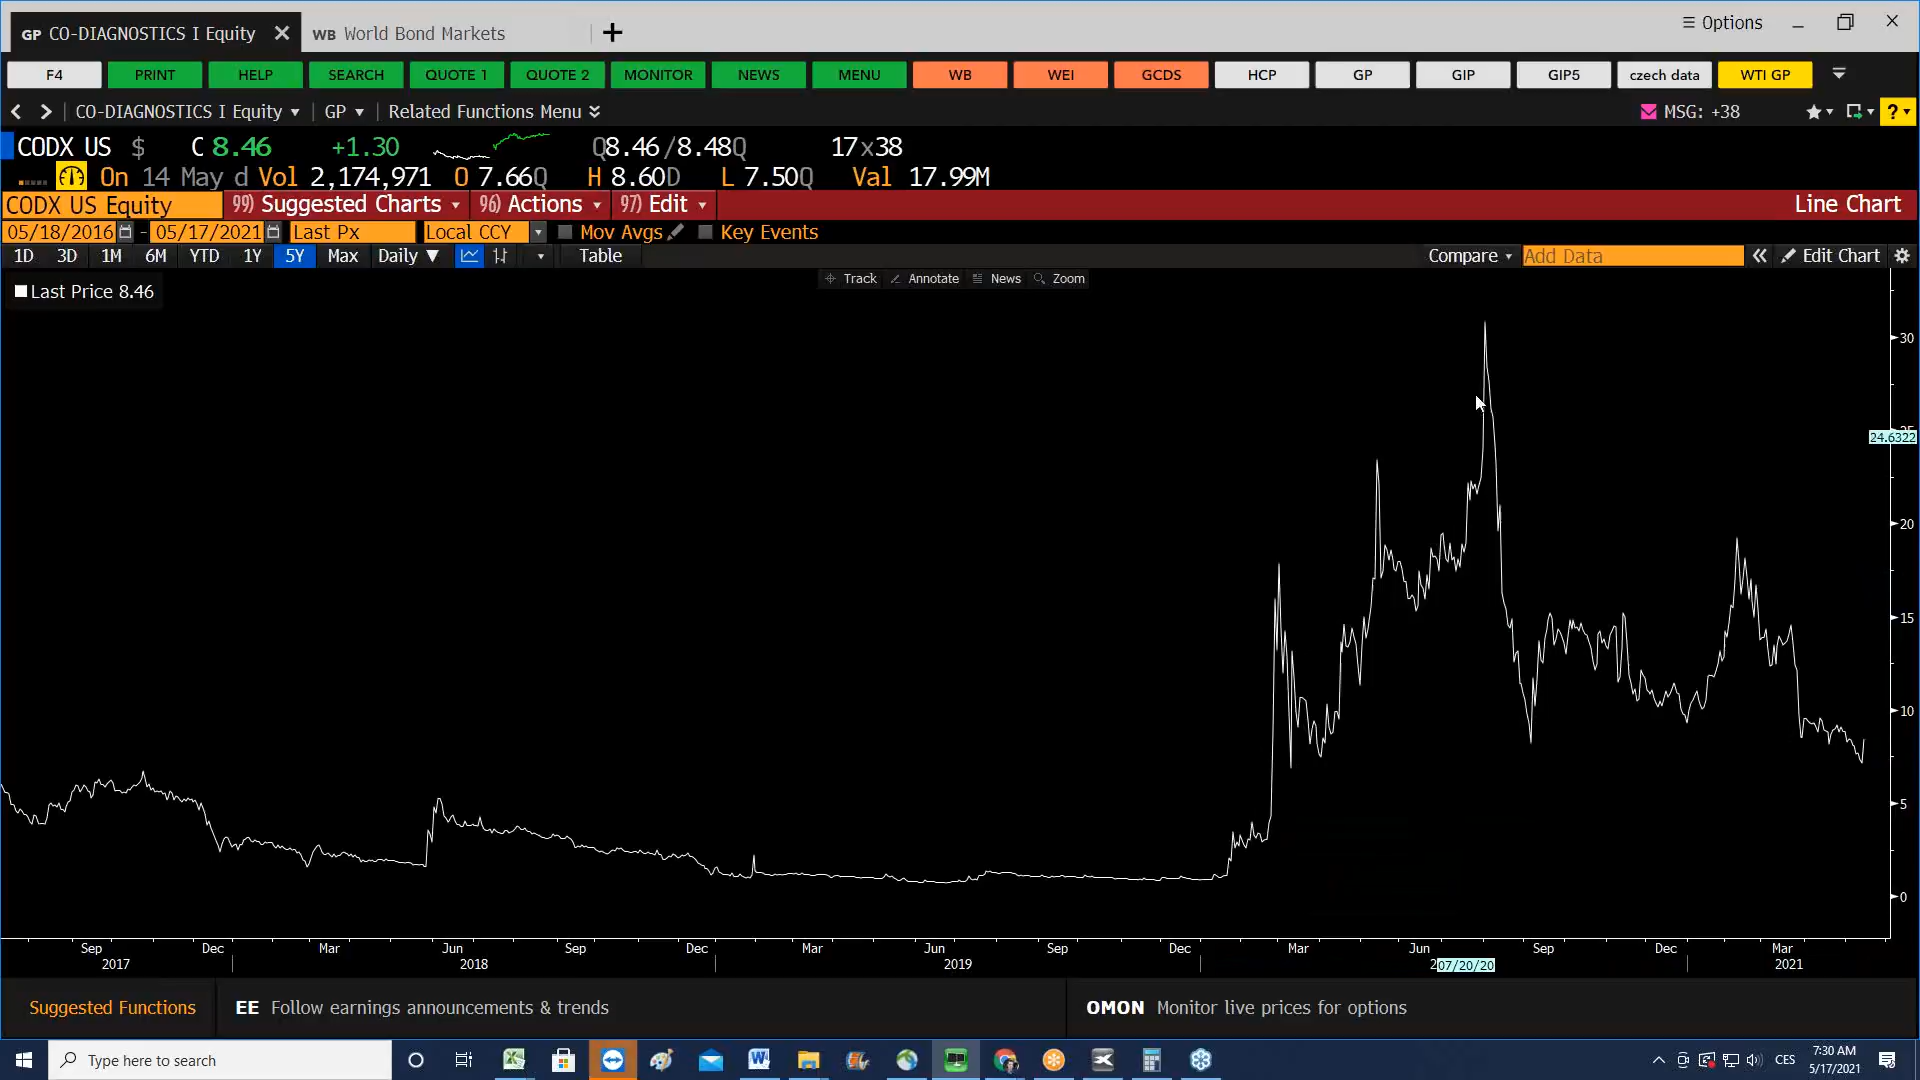 GP CO-DIAGNOSTICS I Equity WB World Bond Markets Options
F4 PRINT HELP SEARCH QUOTE 1 QUOTE 2 MONITOR NEWS MENU WB WEI GCDS HCP GP GIP GIP5 czech data WTI GP
CO-DIAGNOSTICS I Equity GP Related Functions Menu MSG: +38 ?
CODX US $ C 8.46 +1.30 Q8.46/8.48Q 17x38
On 14 May d Vol 2,174,971 O 7.66Q H 8.60D L 7.50Q Val 17.99M
CODX US Equity 99) Suggested Charts 96) Actions 97) Edit Line Chart
05/18/2016 - 05/17/2021 Last Px Local CCY Mov Avgs Key Events
1D 3D 1M 6M YTD 1Y 5Y Max Daily ▼ Table Compare Add Data « Edit Chart
Track Annotate News Zoom
Last Price 8.46
30
24.6322
20
15
10
5
0
Sep Dec Mar Jun Sep Dec Mar Jun Sep Dec Mar Jun Sep Dec Mar
2017 2018 2019 07/20/20 2021
Suggested Functions EE Follow earnings announcements & trends OMON Monitor live prices for options
Type here to search CES 7:30 AM
5/17/2021